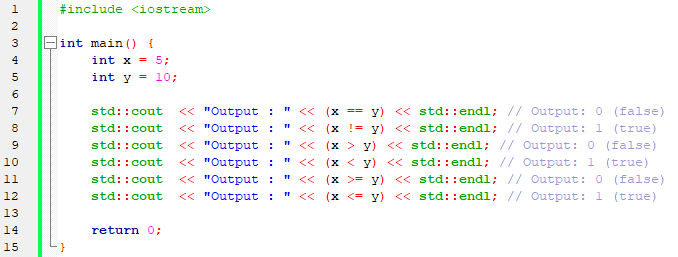 1 #include <iostream>
2
3 int main() {
4     int x = 5;
5     int y = 10;
6
7     std::cout  << "Output : " << (x == y) << std::endl; // Output: 0 (false)
8     std::cout  << "Output : " << (x != y) << std::endl; // Output: 1 (true)
9     std::cout  << "Output : " << (x > y) << std::endl; // Output: 0 (false)
10     std::cout  << "Output : " << (x < y) << std::endl; // Output: 1 (true)
11     std::cout  << "Output : " << (x >= y) << std::endl; // Output: 0 (false)
12     std::cout  << "Output : " << (x <= y) << std::endl; // Output: 1 (true)
13
14     return 0;
15 }